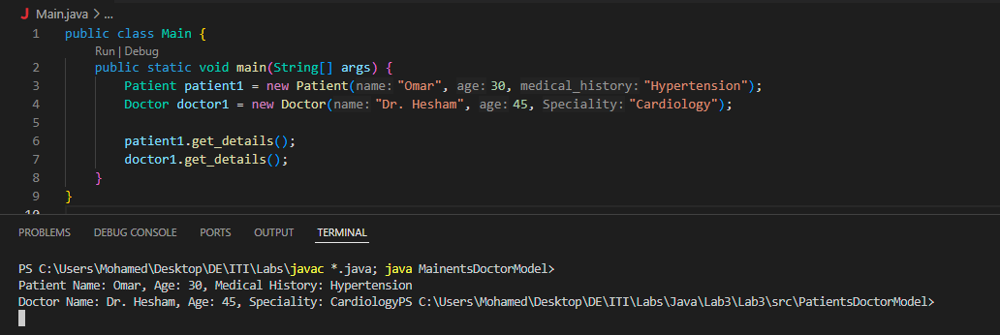 J Main.java > ...
1 public class Main {
Run | Debug
2 public static void main(String[] args) {
3 Patient patient1 = new Patient(name: "Omar", age: 30, medical_history: "Hypertension");
4 Doctor doctor1 = new Doctor(name: "Dr. Hesham", age: 45, Speciality: "Cardiology");
5
6 patient1.get_details();
7 doctor1.get_details();
8 }
9 }
10
PROBLEMS DEBUG CONSOLE PORTS OUTPUT TERMINAL
PS C:\Users\Mohamed\Desktop\DE\ITI\Labs\javac *.java; java MainentsDoctorModel>
Patient Name: Omar, Age: 30, Medical History: Hypertension
Doctor Name: Dr. Hesham, Age: 45, Speciality: CardiologyPS C:\Users\Mohamed\Desktop\DE\ITI\Labs\Java\Lab3\Lab3\src\PatientsDoctorModel>